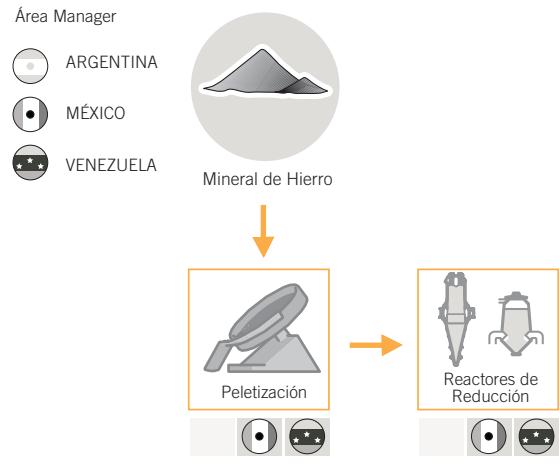 Área Manager
ARGENTINA
MÉXICO
VENEZUELA
Mineral de Hierro
Peletización
Reactores de
Reducción